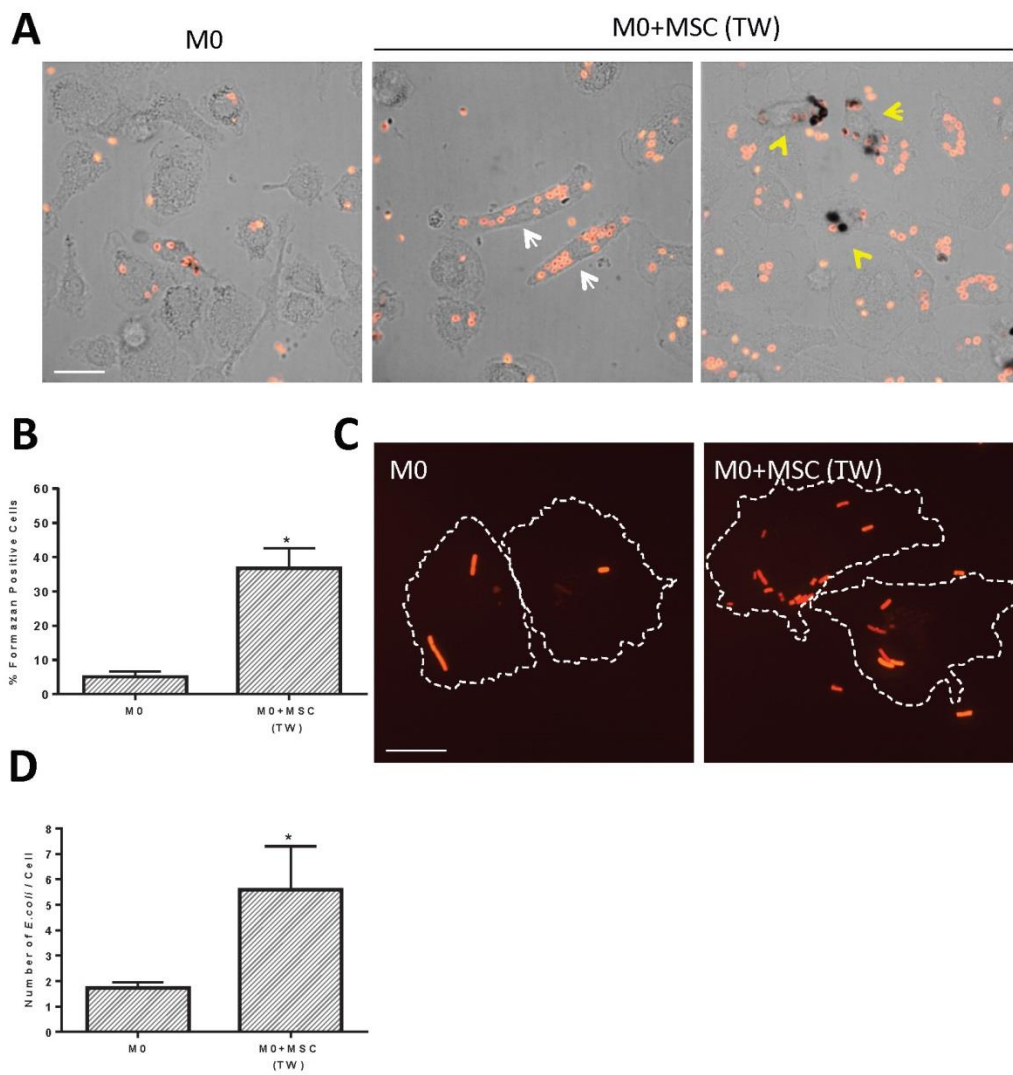 A
M0
M0+MSC (TW)
B
% Formazan Positive Cells
60
50
40
30
20
10
0
*
M0
M0+MSC
(TW)
C
M0
M0+MSC (TW)
D
Number of E.coli / Cell
8
7
6
5
4
3
2
1
0
*
M0
M0+MSC
(TW)